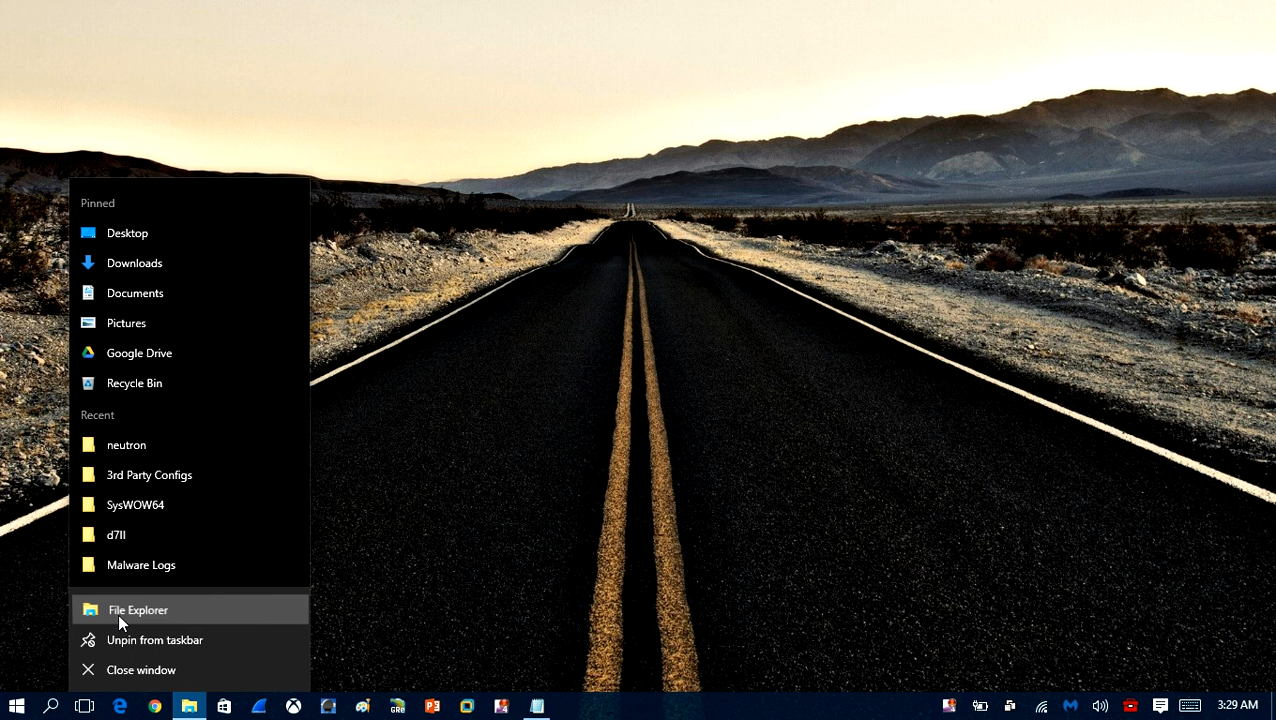 Pinned
Desktop
Downloads
Documents
Pictures
Google Drive
Recycle Bin
Recent
neutron
3rd Party Configs
SysWOW64
d7II
Malware Logs
File Explorer
Unpin from taskbar
Close window
GRe
3:29 AM